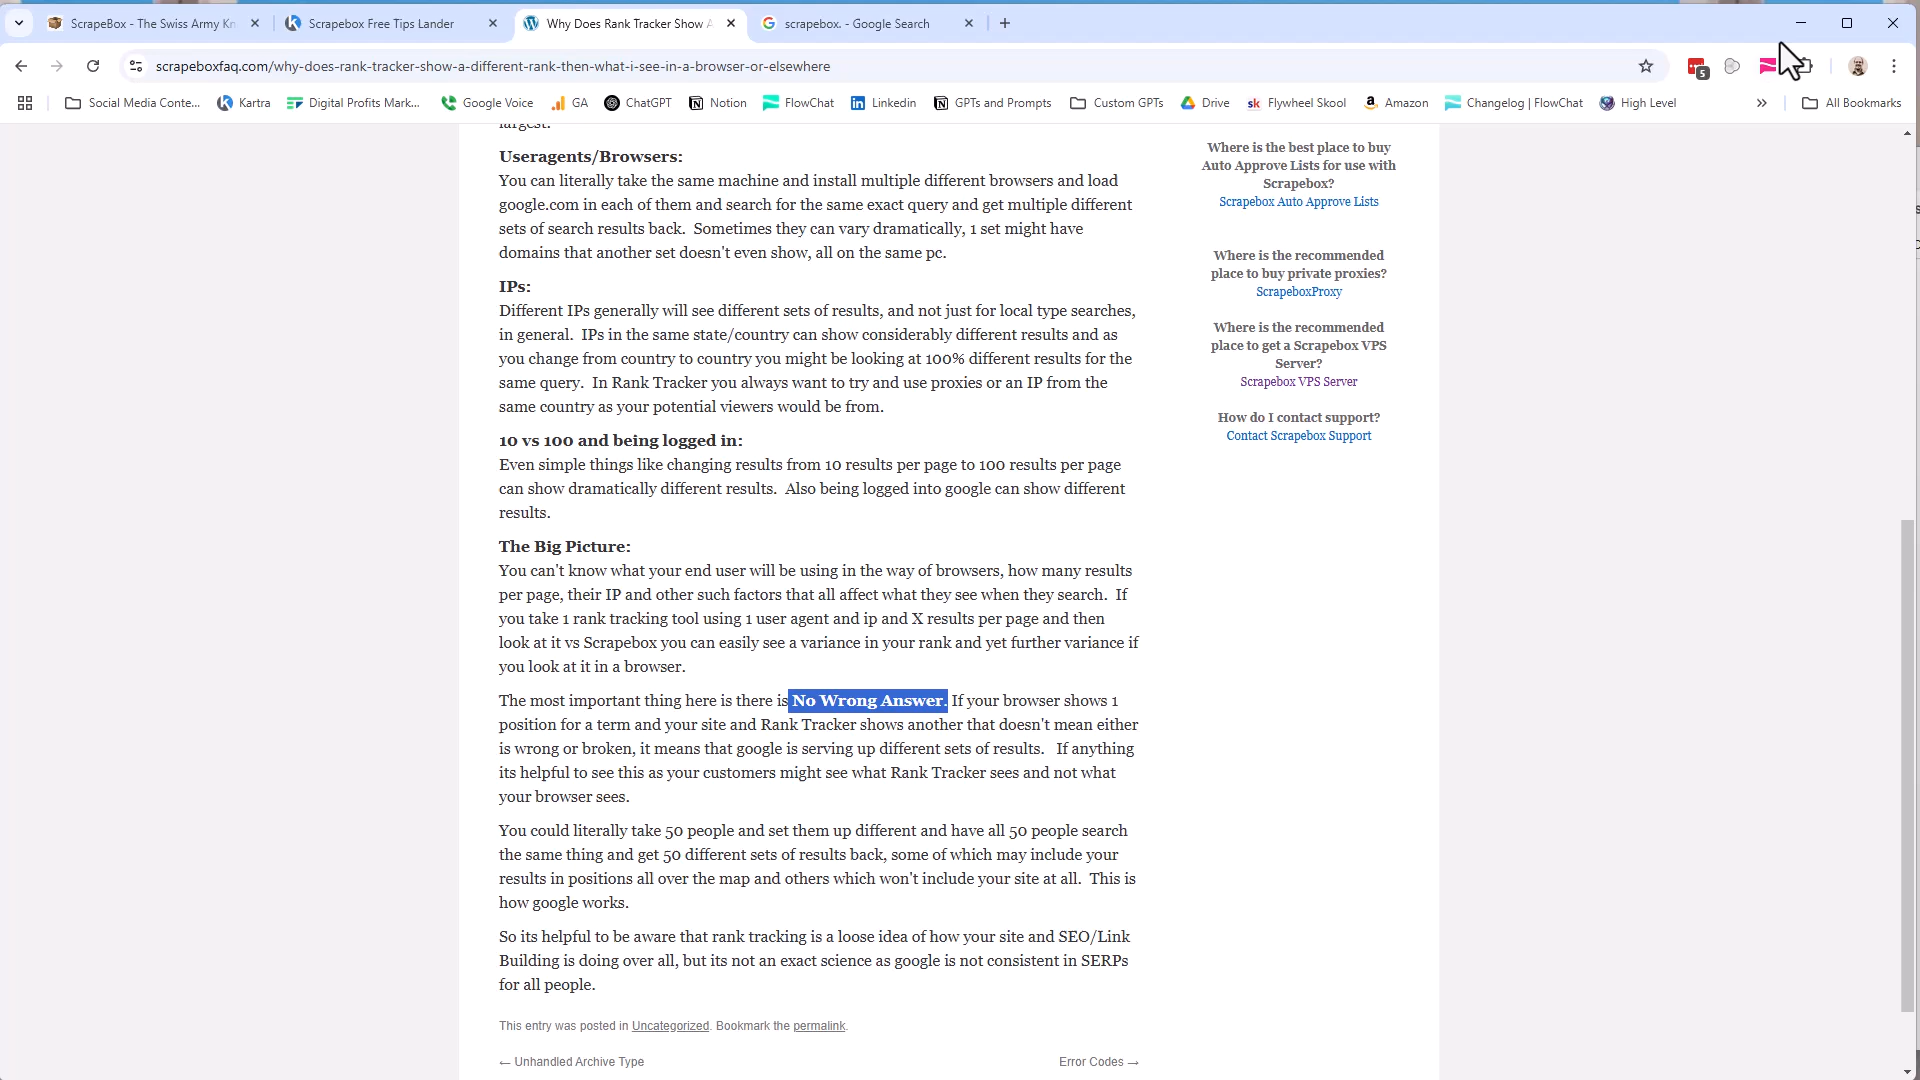 ScrapeBox - The Swiss Army Kn
Scrapebox Free Tips Lander
Why Does Rank Tracker Show A
scrapebox. - Google Search
scrapeboxfaq.com/why-does-rank-tracker-show-a-different-rank-then-what-i-see-in-a-browser-or-elsewhere
5
Social Media Conte...
Kartra
Digital Profits Mark...
Google Voice
GA
ChatGPT
Notion
FlowChat
Linkedin
GPTs and Prompts
Custom GPTs
Drive
sk Flywheel Skool
Amazon
Changelog | FlowChat
High Level
All Bookmarks
largest.
Useragents/Browsers:
You can literally take the same machine and install multiple different browsers and load
google.com in each of them and search for the same exact query and get multiple different
sets of search results back.  Sometimes they can vary dramatically, 1 set might have
domains that another set doesn't even show, all on the same pc.
IPs:
Different IPs generally will see different sets of results, and not just for local type searches,
in general.  IPs in the same state/country can show considerably different results and as
you change from country to country you might be looking at 100% different results for the
same query.  In Rank Tracker you always want to try and use proxies or an IP from the
same country as your potential viewers would be from.
10 vs 100 and being logged in:
Even simple things like changing results from 10 results per page to 100 results per page
can show dramatically different results.  Also being logged into google can show different
results.
The Big Picture:
You can't know what your end user will be using in the way of browsers, how many results
per page, their IP and other such factors that all affect what they see when they search.  If
you take 1 rank tracking tool using 1 user agent and ip and X results per page and then
look at it vs Scrapebox you can easily see a variance in your rank and yet further variance if
you look at it in a browser.
The most important thing here is there is No Wrong Answer. If your browser shows 1
position for a term and your site and Rank Tracker shows another that doesn't mean either
is wrong or broken, it means that google is serving up different sets of results.   If anything
its helpful to see this as your customers might see what Rank Tracker sees and not what
your browser sees.
You could literally take 50 people and set them up different and have all 50 people search
the same thing and get 50 different sets of results back, some of which may include your
results in positions all over the map and others which won't include your site at all.  This is
how google works.
So its helpful to be aware that rank tracking is a loose idea of how your site and SEO/Link
Building is doing over all, but its not an exact science as google is not consistent in SERPs
for all people.
This entry was posted in Uncategorized. Bookmark the permalink.
← Unhandled Archive Type
Error Codes →
Where is the best place to buy
Auto Approve Lists for use with
Scrapebox?
Scrapebox Auto Approve Lists
Where is the recommended
place to buy private proxies?
ScrapeboxProxy
Where is the recommended
place to get a Scrapebox VPS
Server?
Scrapebox VPS Server
How do I contact support?
Contact Scrapebox Support